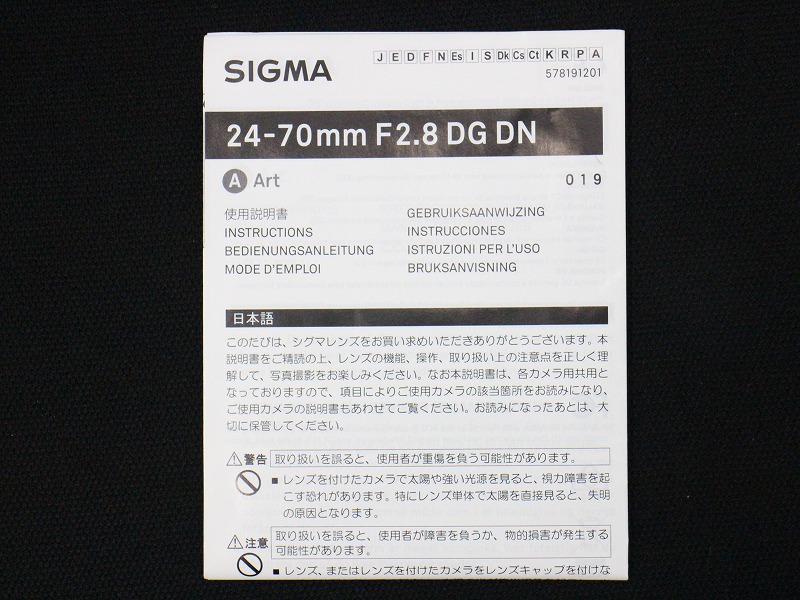 SIGMA
J E D F N Es I S Dk Cs Ct K R P A
578191201
24-70mm F2.8 DG DN
A Art
019
使用説明書
INSTRUCTIONS
BEDIENUNGSANLEITUNG
MODE D'EMPLOI
GEBRUIKSAANWIJZING
INSTRUCCIONES
ISTRUZIONI PER L'USO
BRUKSANVISNING
日本語
このたびは、シグマレンズをお買い求めいただきありがとうございます。本
説明書をご精読の上、レンズの機能、操作、取り扱い上の注意点を正しく理
解して、写真撮影をお楽しみください。なお本説明書は、各カメラ用共用と
なっておりますので、項目によりご使用カメラの該当箇所をお読みになり、
ご使用カメラの説明書もあわせてご覧ください。お読みになったあとは、大
切に保管してください。
警告 取り扱いを誤ると、使用者が重傷を負う可能性があります。
■ レンズを付けたカメラで太陽や強い光源を見ると、視力障害を起
こす恐れがあります。特にレンズ単体で太陽を直接見ると、失明
の原因となります。
注意 取り扱いを誤ると、使用者が障害を負うか、物的損害が発生する
可能性があります。
■ レンズ、またはレンズを付けたカメラをレンズキャップを付けな